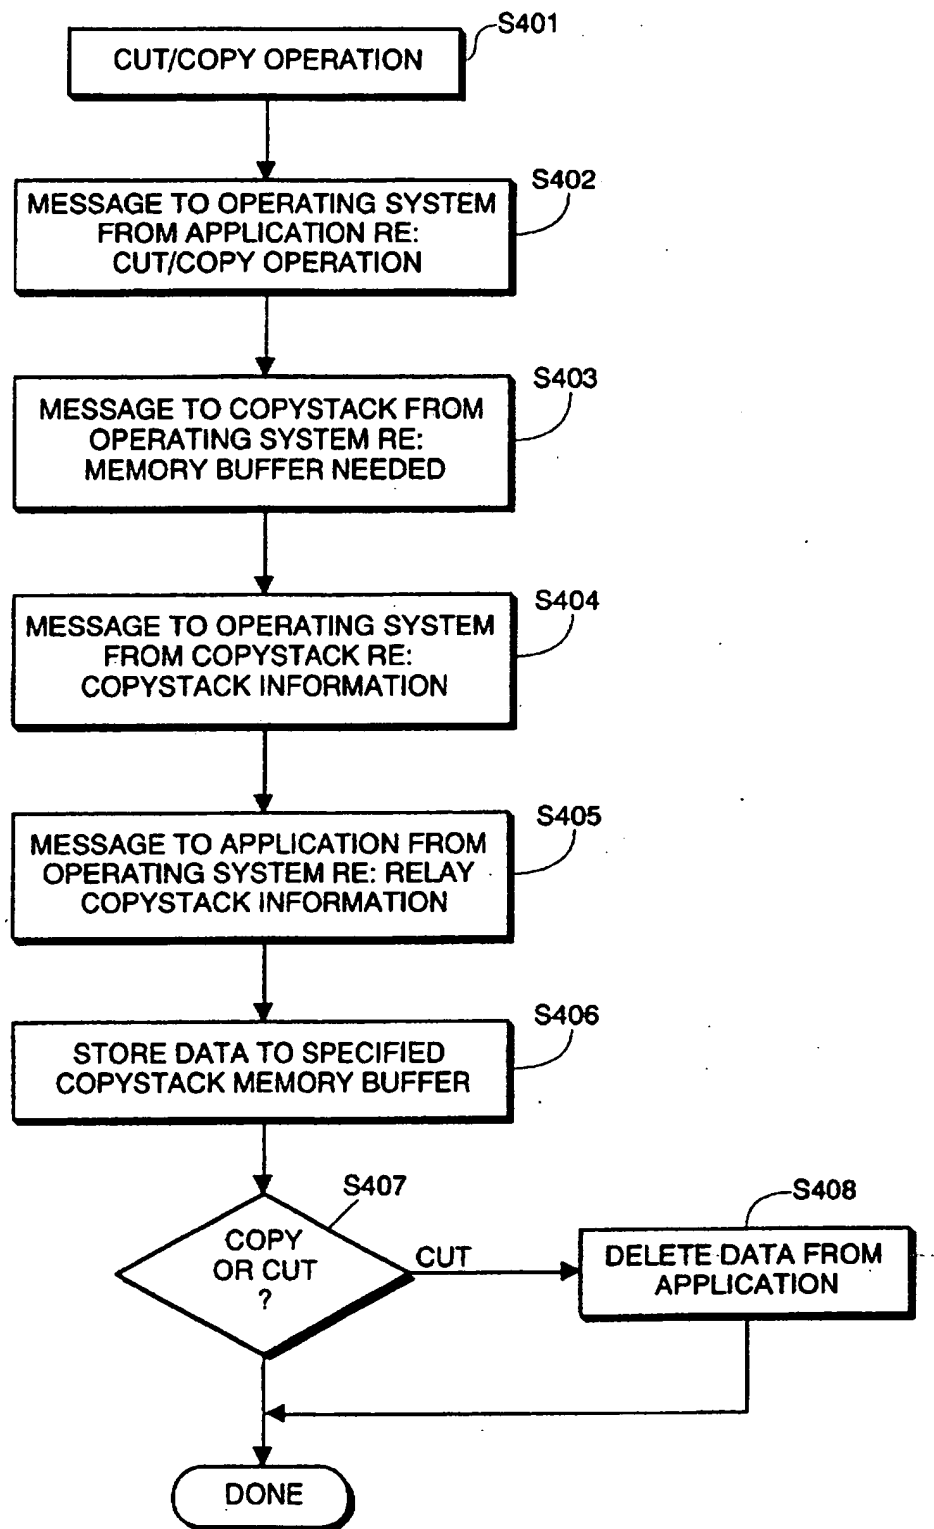 S401
CUT/COPY OPERATION
S402
MESSAGE TO OPERATING SYSTEM
FROM APPLICATION RE:
CUT/COPY OPERATION
S403
MESSAGE TO COPYSTACK FROM
OPERATING SYSTEM RE:
MEMORY BUFFER NEEDED
S404
MESSAGE TO OPERATING SYSTEM
FROM COPYSTACK RE:
COPYSTACK INFORMATION
S405
MESSAGE TO APPLICATION FROM
OPERATING SYSTEM RE: RELAY
COPYSTACK INFORMATION
S406
STORE DATA TO SPECIFIED
COPYSTACK MEMORY BUFFER
S407
COPY
OR CUT
?
CUT
S408
DELETE DATA FROM
APPLICATION
DONE